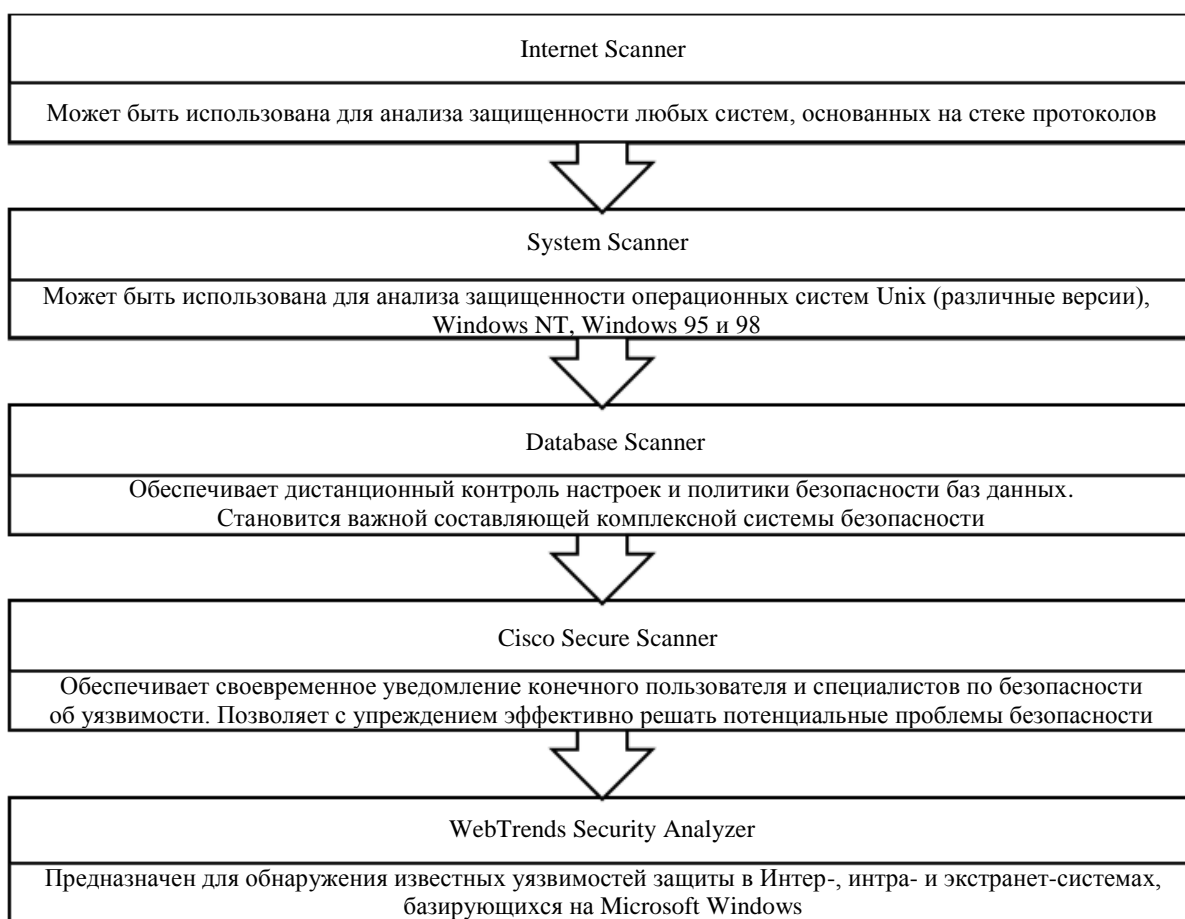 Internet Scanner
Может быть использована для анализа защищенности любых систем, основанных на стеке протоколов
System Scanner
Может быть использована для анализа защищенности операционных систем Unix (различные версии),
Windows NT, Windows 95 и 98
Database Scanner
Обеспечивает дистанционный контроль настроек и политики безопасности баз данных.
Становится важной составляющей комплексной системы безопасности
Cisco Secure Scanner
Обеспечивает своевременное уведомление конечного пользователя и специалистов по безопасности
об уязвимости. Позволяет с упреждением эффективно решать потенциальные проблемы безопасности
WebTrends Security Analyzer
Предназначен для обнаружения известных уязвимостей защиты в Интер-, интра- и экстранет-системах,
базирующихся на Microsoft Windows